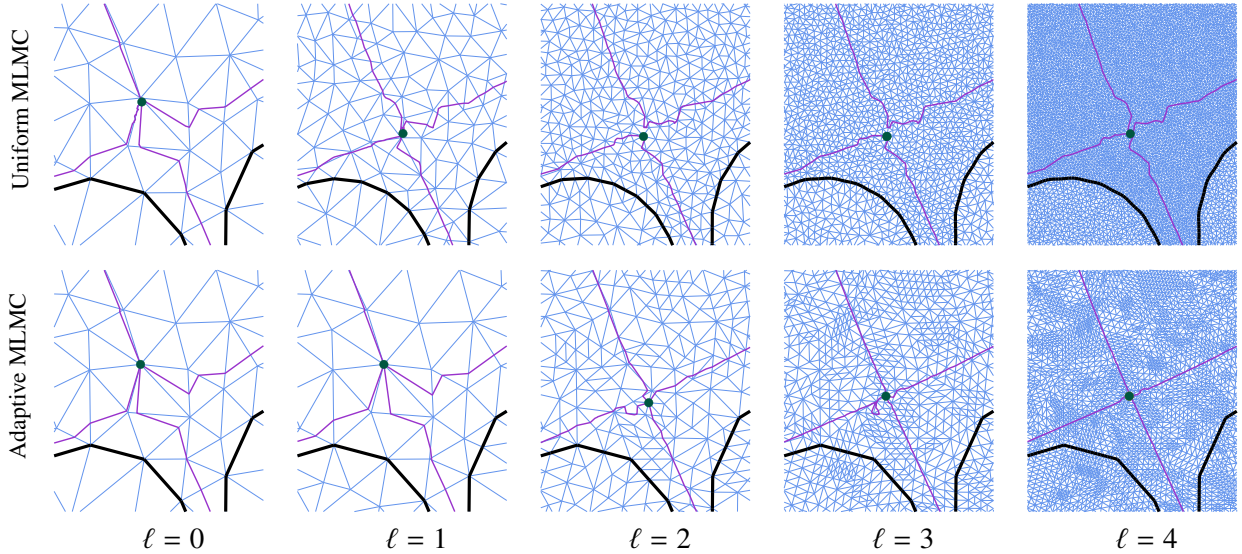 Uniform MLMC
Adaptive MLMC
ℓ = 0
ℓ = 1
ℓ = 2
ℓ = 3
ℓ = 4